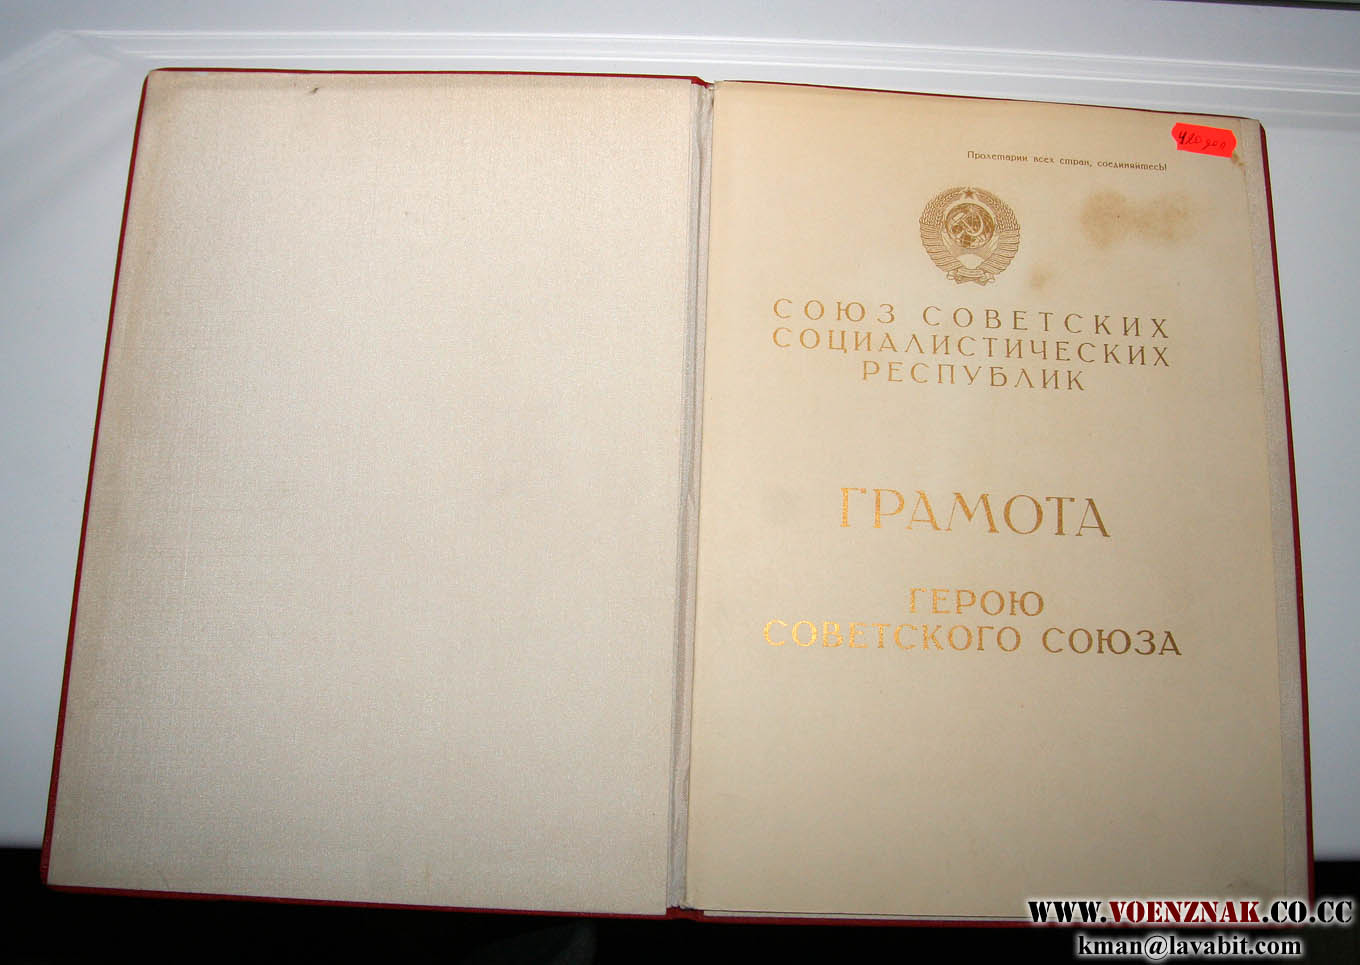 420 дол
Пролетарии всех стран, соединяйтесь!
СОЮЗ СОВЕТСКИХ
СОЦИАЛИСТИЧЕСКИХ
РЕСПУБЛИК
ГРАМОТА
ГЕРОЮ
СОВЕТСКОГО СОЮЗА
WWW.VOENZNAK.CO.CC
kman@lavabit.com